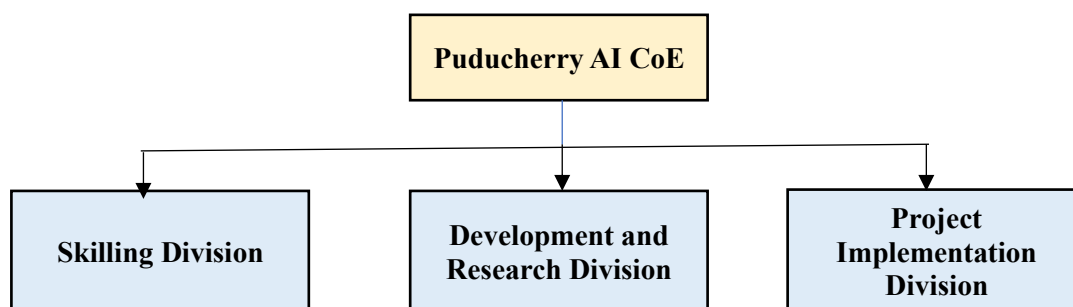 Puducherry AI CoE
Skilling Division
Development and
Research Division
Project
Implementation
Division